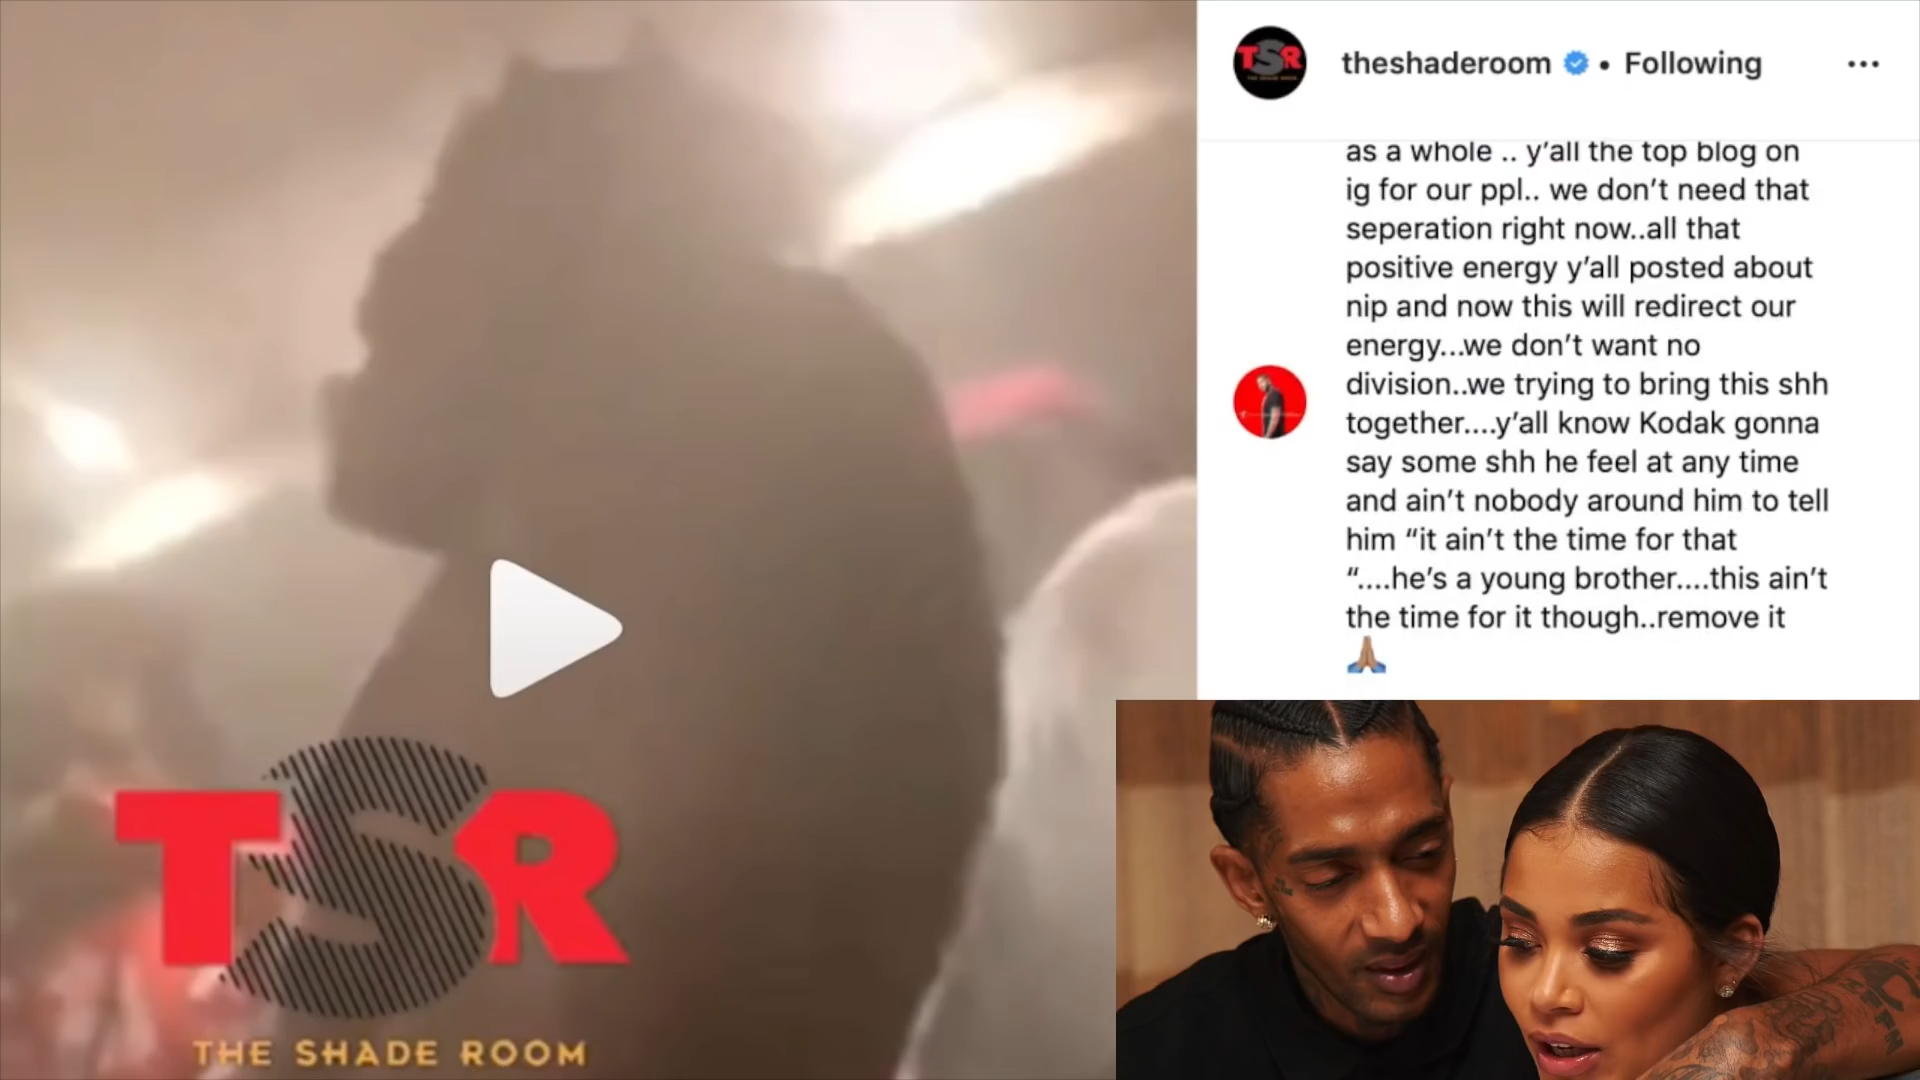 TSR
THE SHADE ROOM
TSR
theshaderoom • Following
as a whole .. y’all the top blog on
ig for our ppl.. we don’t need that
seperation right now..all that
positive energy y’all posted about
nip and now this will redirect our
energy...we don’t want no
division..we trying to bring this shh
together....y’all know Kodak gonna
say some shh he feel at any time
and ain’t nobody around him to tell
him “it ain’t the time for that
“....he’s a young brother....this ain’t
the time for it though..remove it